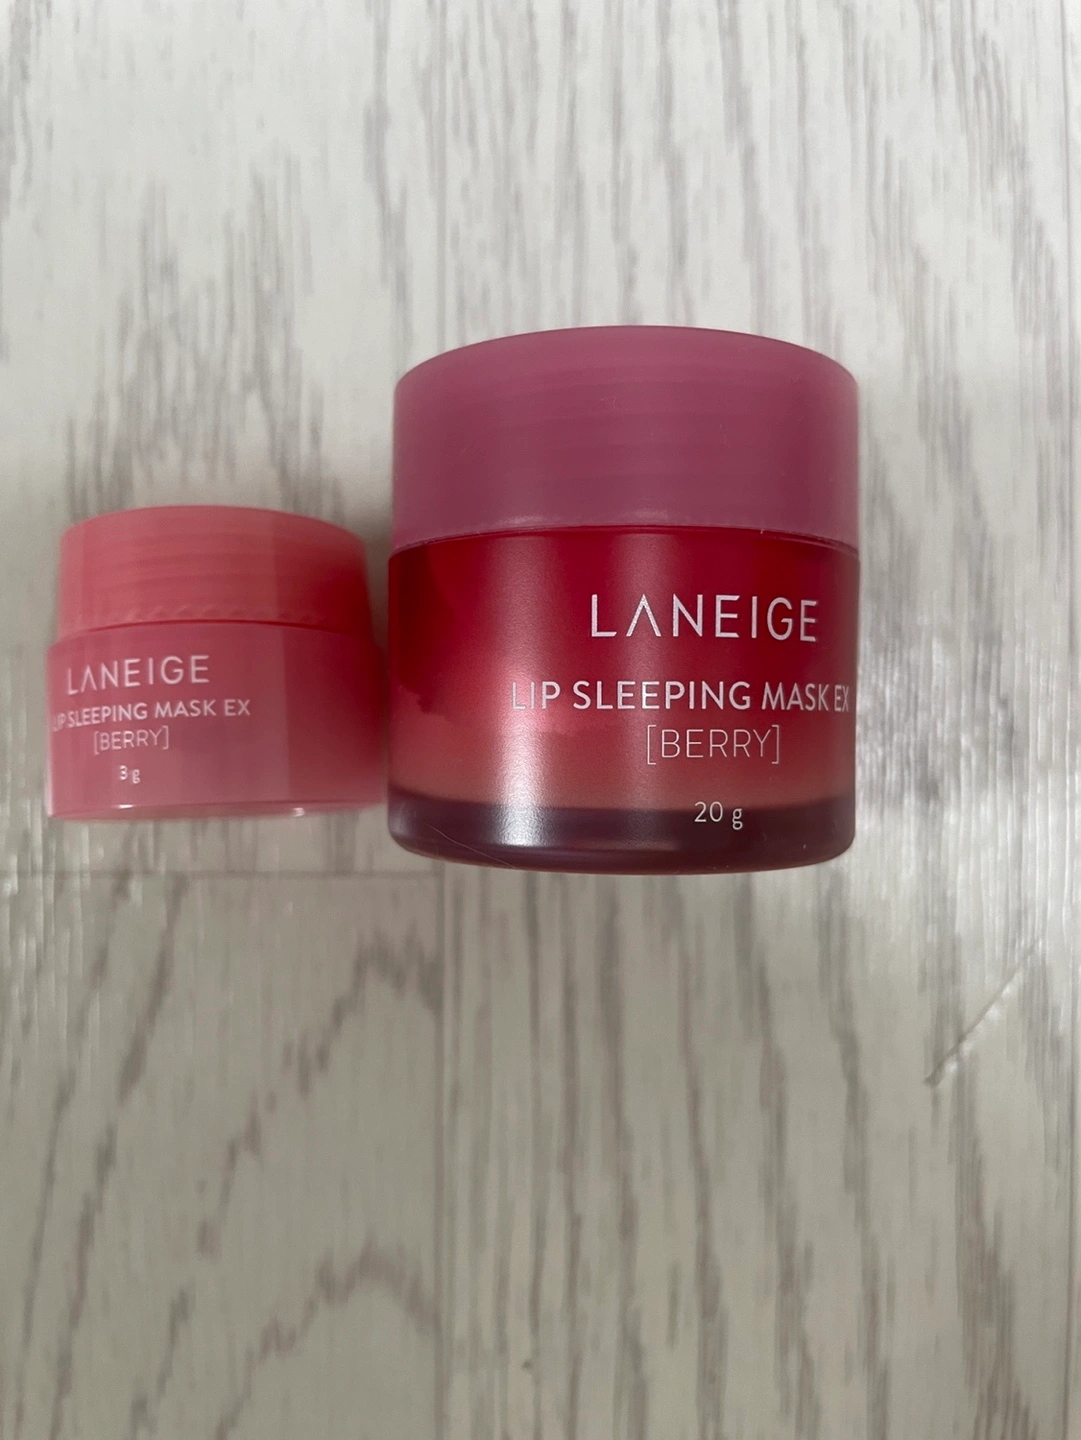 LANEIGE
LIP SLEEPING MASK EX
[BERRY]
3 g
LANEIGE
LIP SLEEPING MASK EX
[BERRY]
20 g